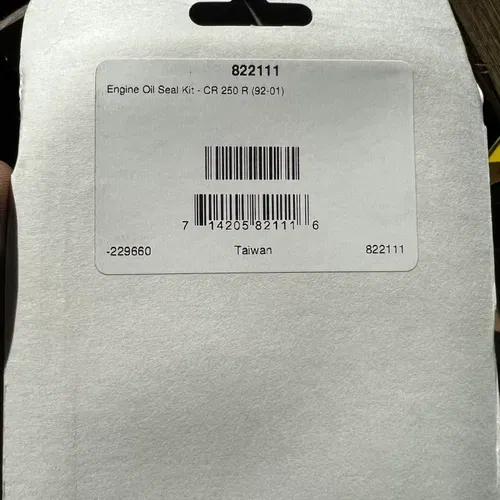 822111
Engine Oil Seal Kit - CR 250 R (92-01)
7 14205 82111 6
-229660 Taiwan 822111